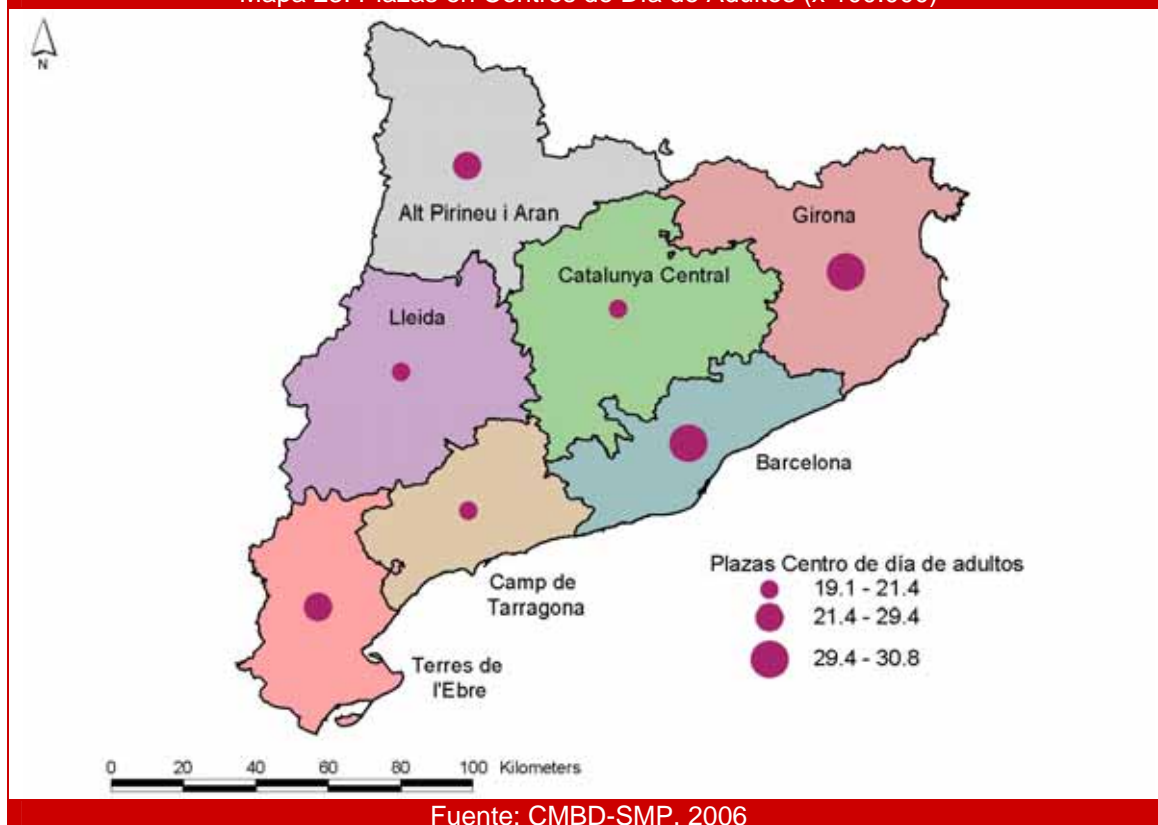 N
Alt Pirineu i Aran
Girona
Catalunya Central
Lleida
Barcelona
Plazas Centro de día de adultos
19.1 - 21.4
21.4 - 29.4
29.4 - 30.8
Camp de
Tarragona
Terres de
l'Ebre
0 20 40 60 80 100 Kilometers
Fuente: CMBD-SMP, 2006